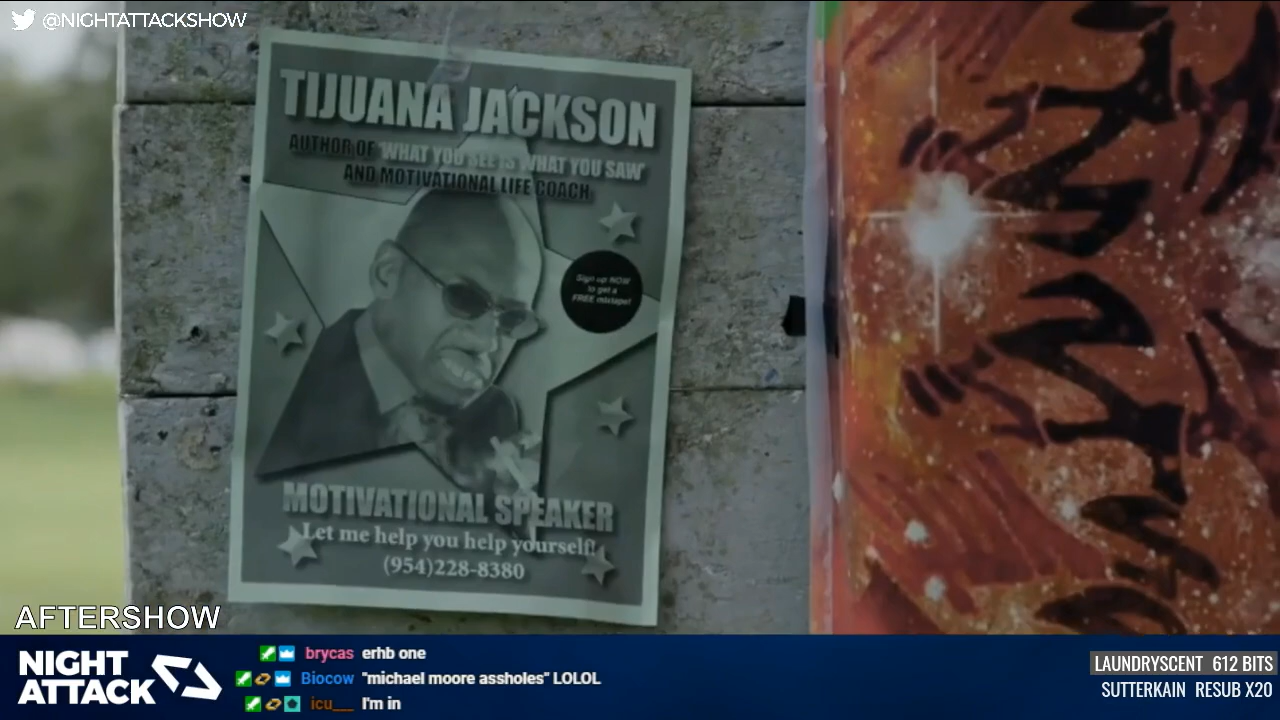 @NIGHTATTACKSHOW
TIJUANA JACKSON
AUTHOR OF 'WHAT YOU SEE IS WHAT YOU SAW'
AND MOTIVATIONAL LIFE COACH
Sign up NOW
to get a
FREE mixtape!
MOTIVATIONAL SPEAKER
Let me help you help yourself!
(954)228-8380
AFTERSHOW
NIGHT
ATTACK
brycas erhb one
Biocow "michael moore assholes" LOLOL
icu___ I'm in
LAUNDRYSCENT 612 BITS
SUTTERKAIN RESUB X20